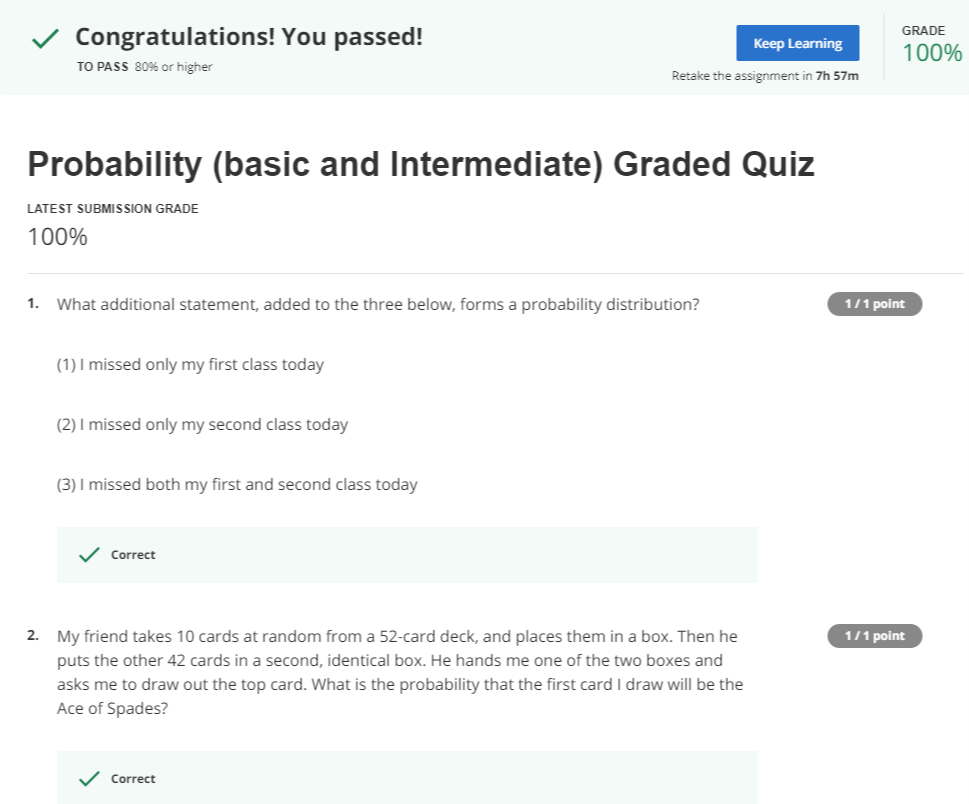 Congratulations! You passed!
TO PASS 80% or higher
Keep Learning
Retake the assignment in 7h 57m
GRADE
100%
Probability (basic and Intermediate) Graded Quiz
LATEST SUBMISSION GRADE
100%
1. What additional statement, added to the three below, forms a probability distribution?
1 / 1 point
(1) I missed only my first class today
(2) I missed only my second class today
(3) I missed both my first and second class today
Correct
2. My friend takes 10 cards at random from a 52-card deck, and places them in a box. Then he
puts the other 42 cards in a second, identical box. He hands me one of the two boxes and
asks me to draw out the top card. What is the probability that the first card I draw will be the
Ace of Spades?
1 / 1 point
Correct